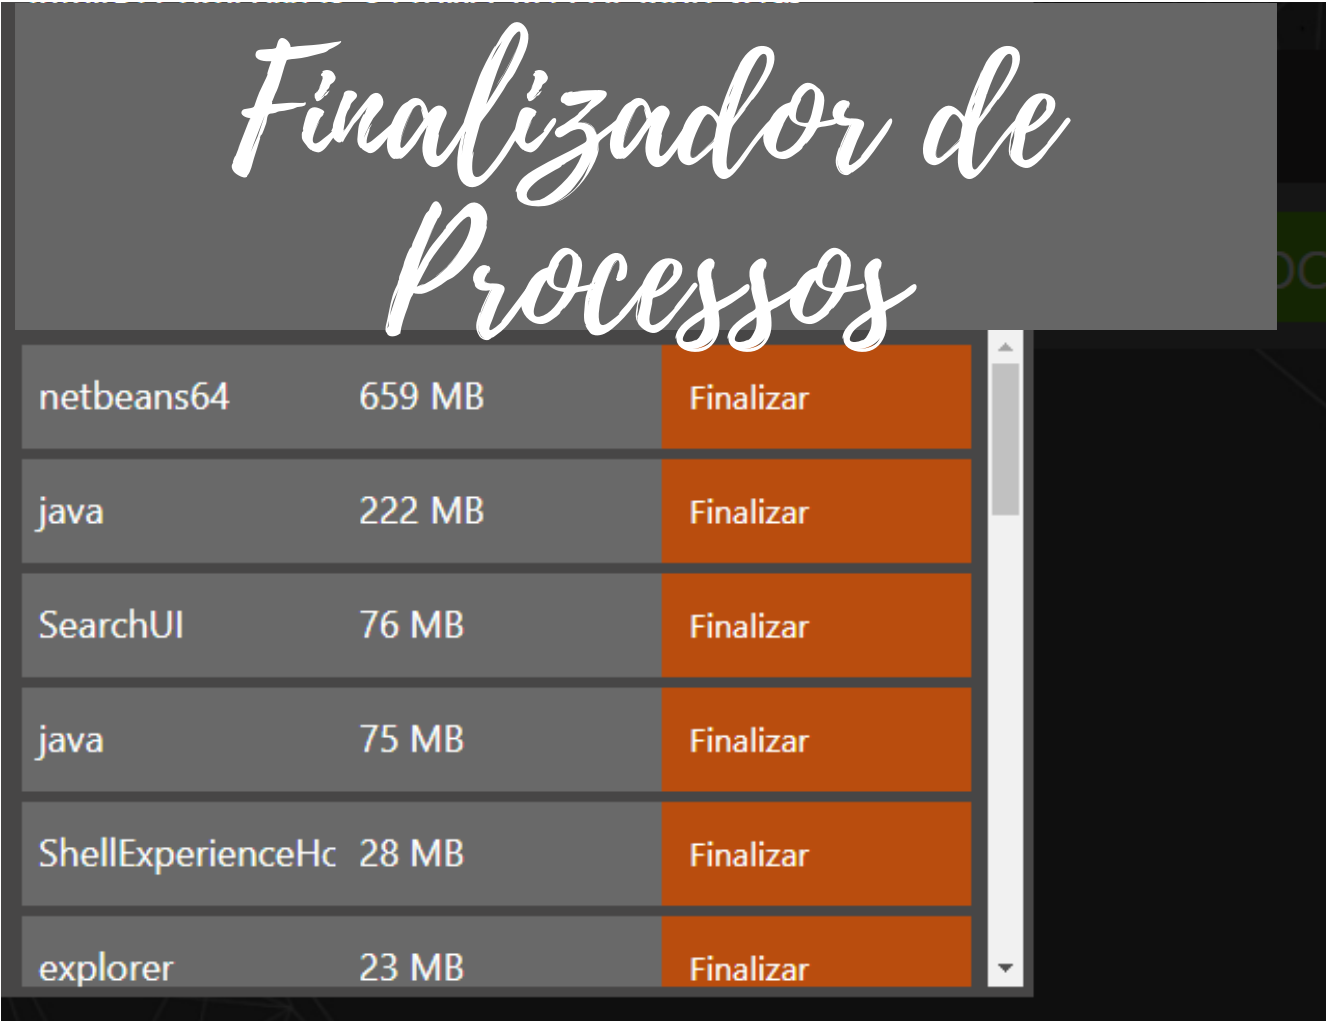 Finalizador de
Processos
netbeans64 659 MB Finalizar
java 222 MB Finalizar
SearchUI 76 MB Finalizar
java 75 MB Finalizar
ShellExperienceHo 28 MB Finalizar
explorer 23 MB Finalizar